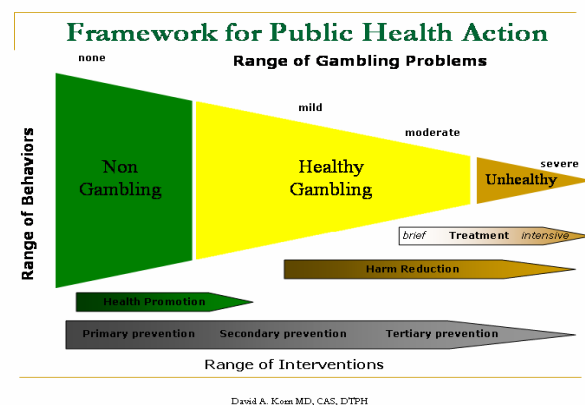 Framework for Public Health Action
none
Range of Gambling Problems
mild
moderate
severe
Range of Behaviors
Non
Gambling
Healthy
Gambling
Unhealthy
brief Treatment intensive
Harm Reduction
Health Promotion
Primary prevention Secondary prevention Tertiary prevention
Range of Interventions
David A. Korn MD, CAS, DTPH